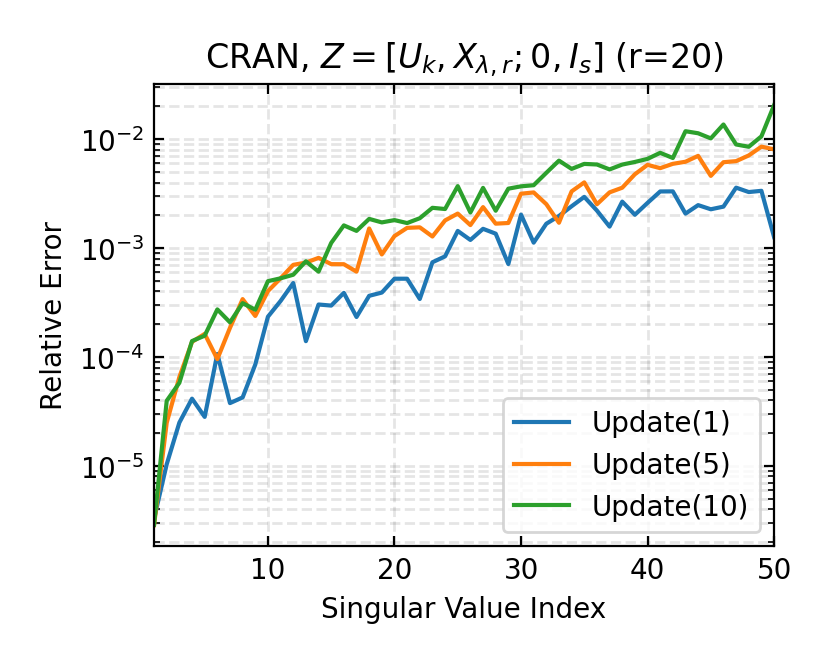 CRAN, $Z = [U_k, X_{\lambda,r}; 0, I_s]$ (r=20)
Relative Error
10⁻²
10⁻³
10⁻⁴
10⁻⁵
Update(1)
Update(5)
Update(10)
10 20 30 40 50
Singular Value Index